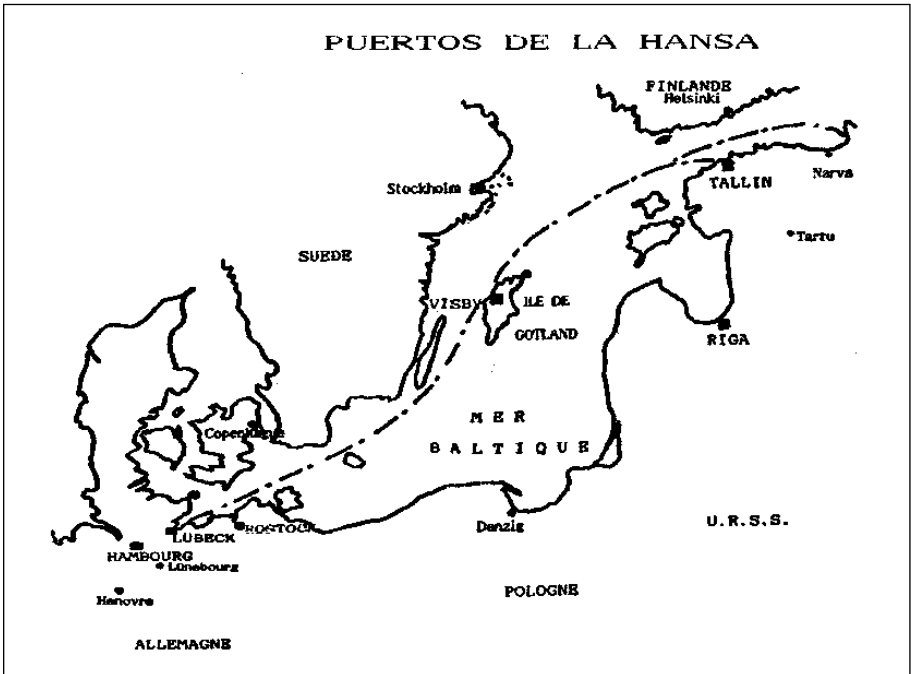 PUERTOS DE LA HANSA
FINLANDE
Helsinki
TALLIN
Narva
Stockholm
Tartu
SUEDE
VISBY
ILE DE
GOTLAND
RIGA
MER
BALTIQUE
Copenhague
ROSTOCK
LUBECK
Danzig
U.R.S.S.
HAMBOURG
Lunebourg
Hanovre
POLOGNE
ALLEMAGNE